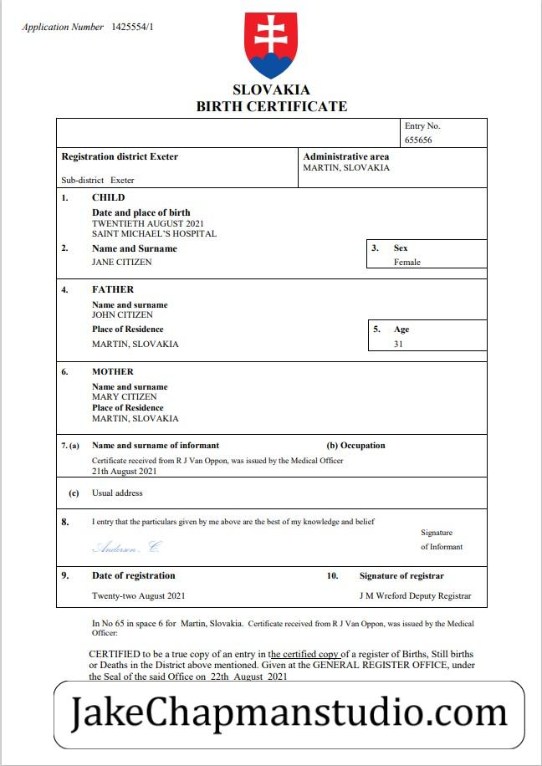 Application Number 1425554/1
SLOVAKIA
BIRTH CERTIFICATE
Entry No.
655656
Registration district Exeter
Sub-district Exeter
Administrative area
MARTIN, SLOVAKIA
1. CHILD
Date and place of birth
TWENTIETH AUGUST 2021
SAINT MICHAEL'S HOSPITAL
2. Name and Surname
JANE CITIZEN
3. Sex
Female
4. FATHER
Name and surname
JOHN CITIZEN
Place of Residence
MARTIN, SLOVAKIA
5. Age
31
6. MOTHER
Name and surname
MARY CITIZEN
Place of Residence
MARTIN, SLOVAKIA
7. (a) Name and surname of informant (b) Occupation
Certificate received from R J Van Oppon, was issued by the Medical Officer
21th August 2021
(c) Usual address
8. I entry that the particulars given by me above are the best of my knowledge and belief
Anderson. C.
Signature
of Informant
9. Date of registration 10. Signature of registrar
Twenty-two August 2021 J M Wreford Deputy Registrar
In No 65 in space 6 for Martin, Slovakia. Certificate received from R J Van Oppon, was issued by the Medical
Officer:
CERTIFIED to be a true copy of an entry in the certified copy of a register of Births, Still births
or Deaths in the District above mentioned. Given at the GENERAL REGISTER OFFICE, under
the Seal of the said Office on 22th August 2021
JakeChapmanstudio.com